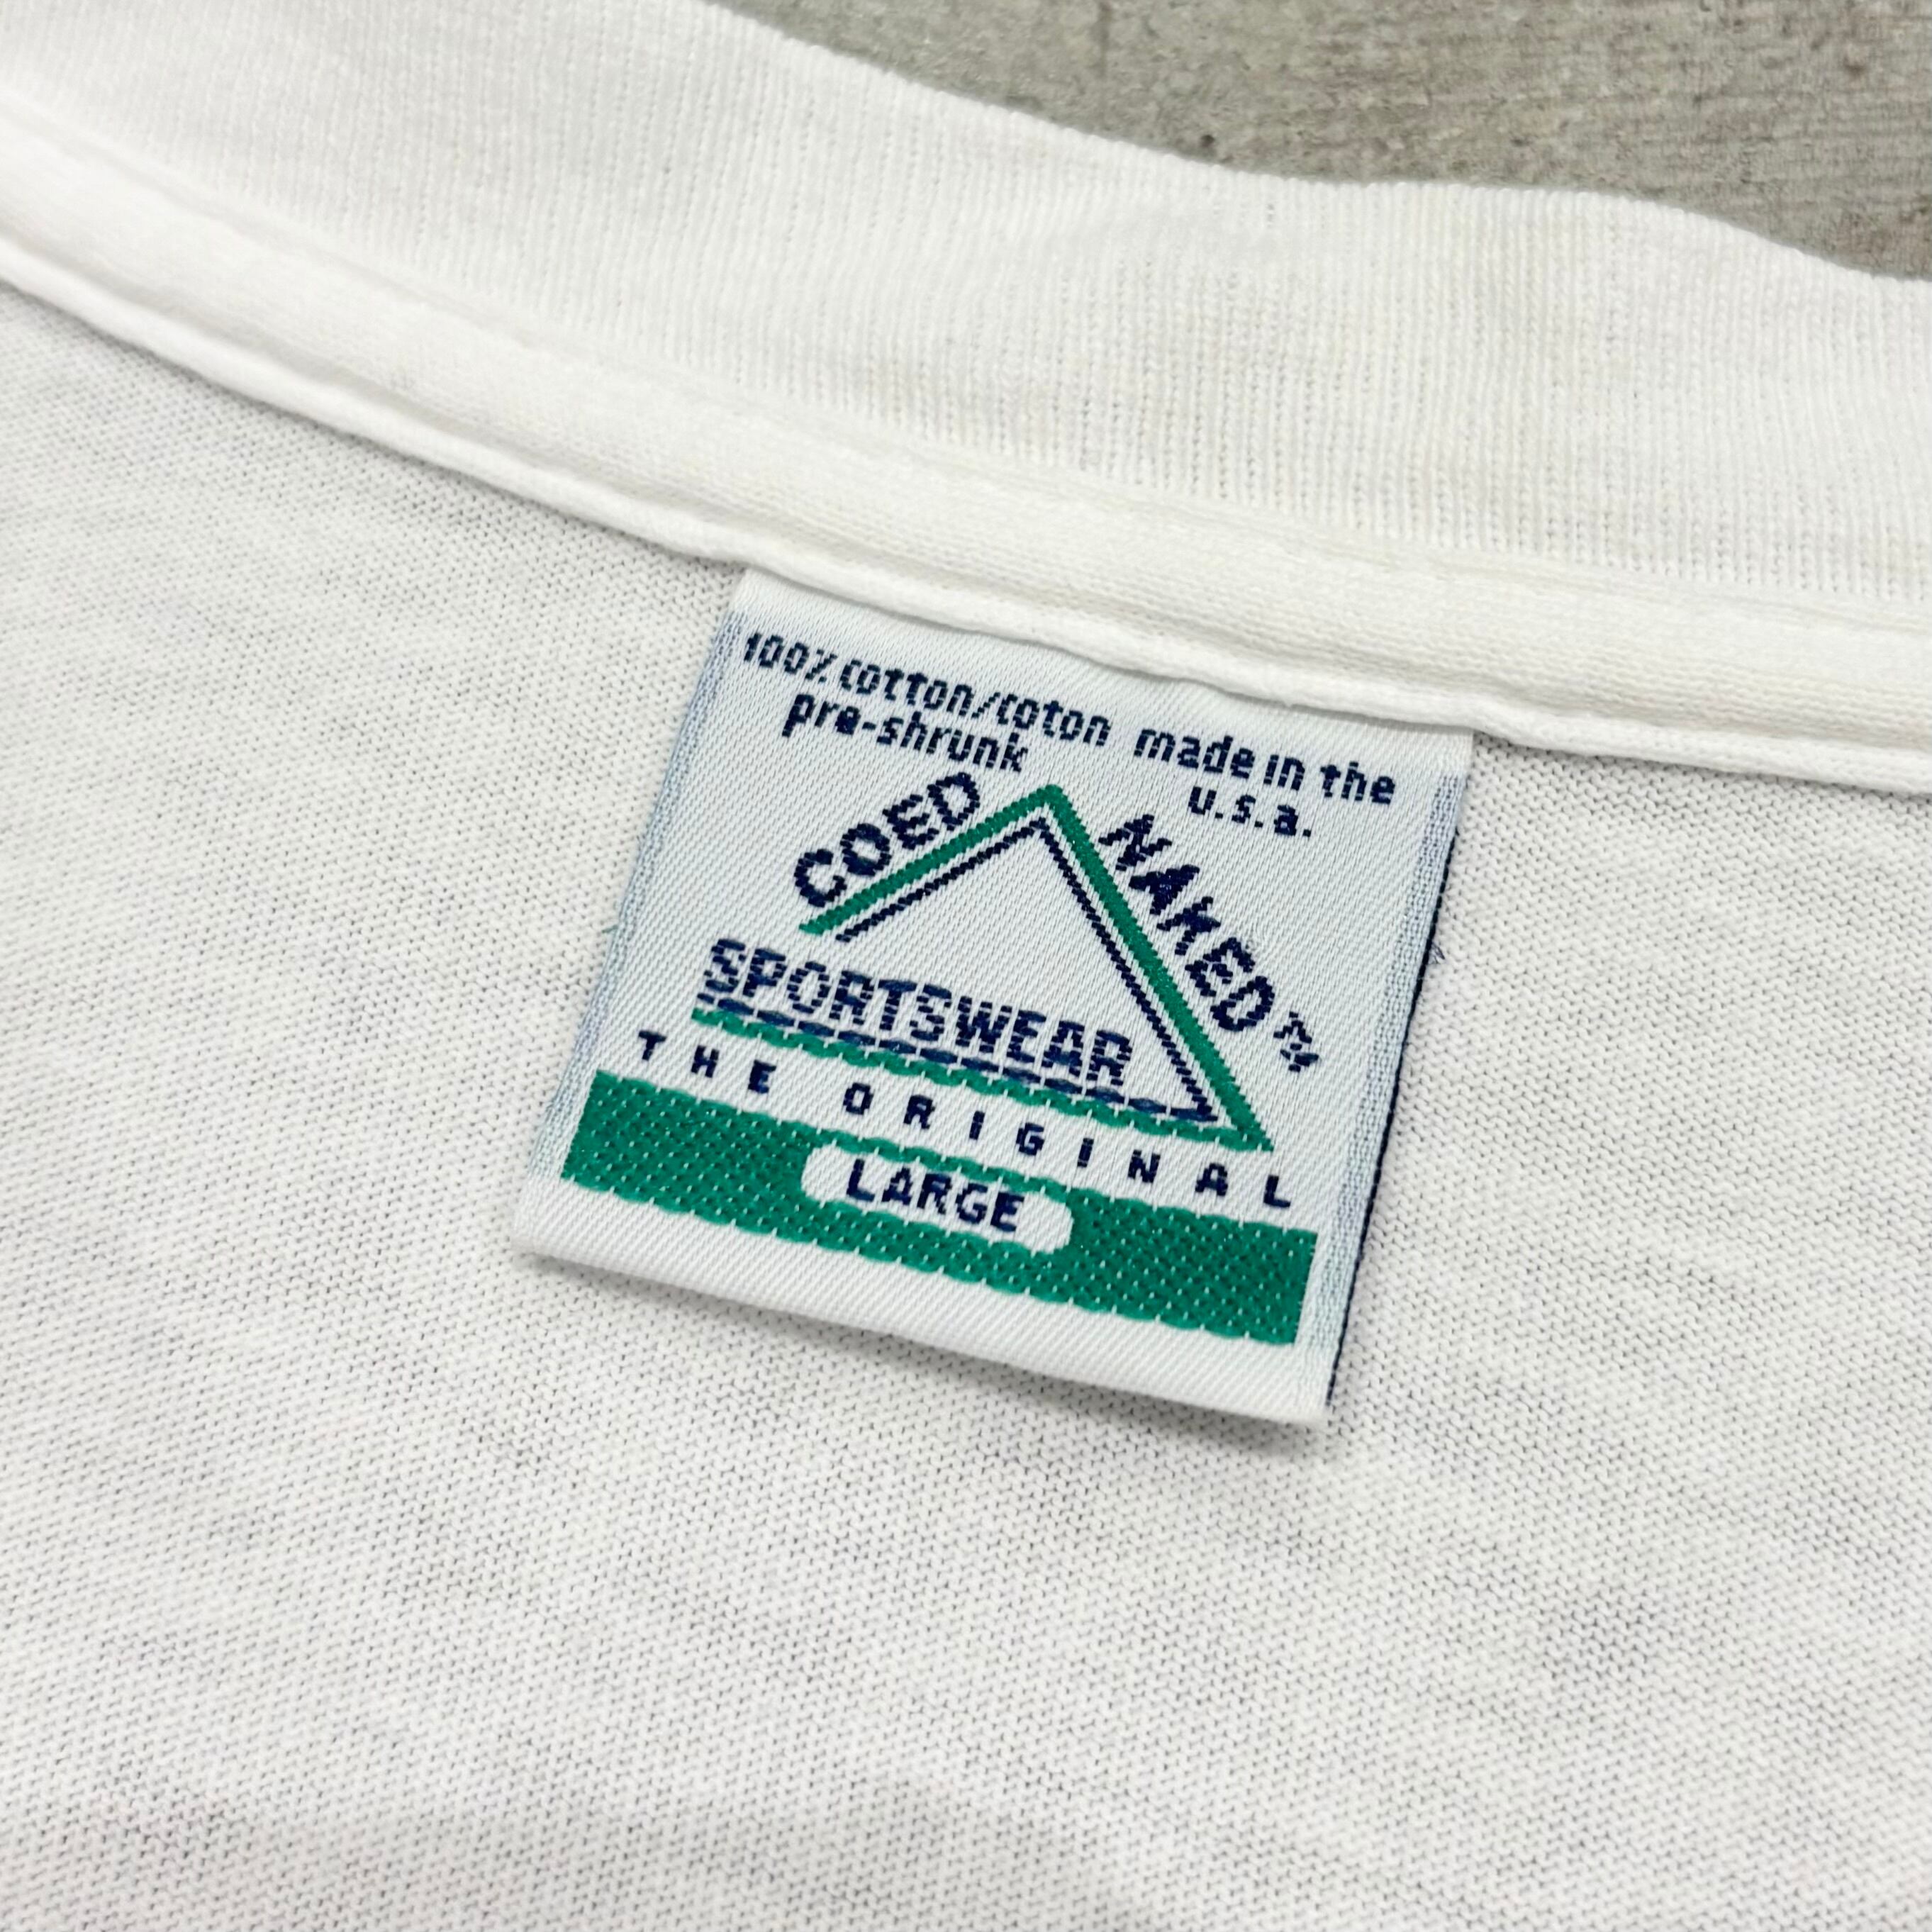 100% cotton/coton
pre-shrunk
made in the
u.s.a.
COED
NAKED™
SPORTSWEAR
THE ORIGINAL
LARGE